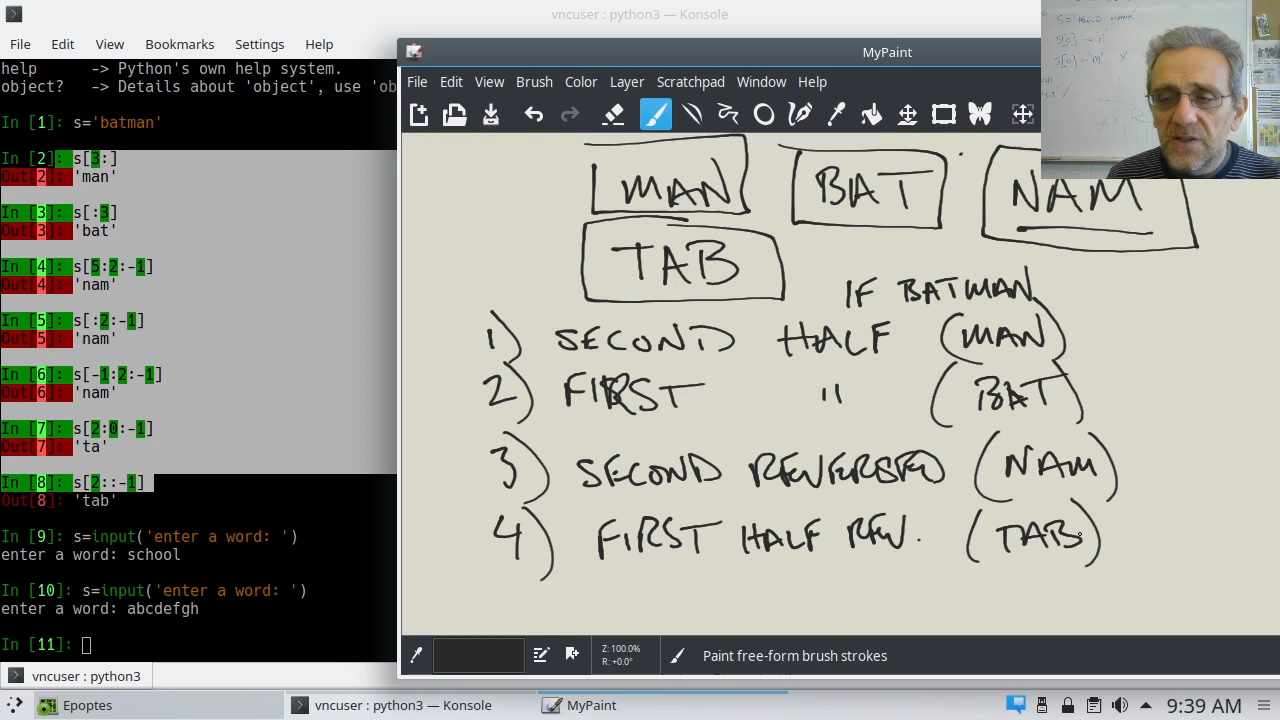 vncuser : python3 — Konsole
File Edit View Bookmarks Settings Help
help      -> Python's own help system.
object?   -> Details about 'object', use 'ob
In [1]: s='batman'
In [2]: s[3:]
Out[2]: 'man'
In [3]: s[:3]
Out[3]: 'bat'
In [4]: s[5:2:-1]
Out[4]: 'nam'
In [5]: s[:2:-1]
Out[5]: 'nam'
In [6]: s[-1:2:-1]
Out[6]: 'nam'
In [7]: s[2:0:-1]
Out[7]: 'ta'
In [8]: s[2::-1]
Out[8]: 'tab'
In [9]: s=input('enter a word: ')
enter a word: school
In [10]: s=input('enter a word: ')
enter a word: abcdefgh
In [11]:
vncuser : python3
MyPaint
File Edit View Brush Color Layer Scratchpad Window Help
MAN BAT NAM
TAB
IF BATMAN
1) SECOND HALF (MAN)
2) FIRST " (BAT)
3) SECOND REVERSED (NAM)
4) FIRST HALF REV. (TAB)
Z: 100.0%
R: +0.0°
Paint free-form brush strokes
S='HELLO
S[0] → 'H'
S[0]='M' X
Epoptes vncuser : python3 — Konsole MyPaint 9:39 AM